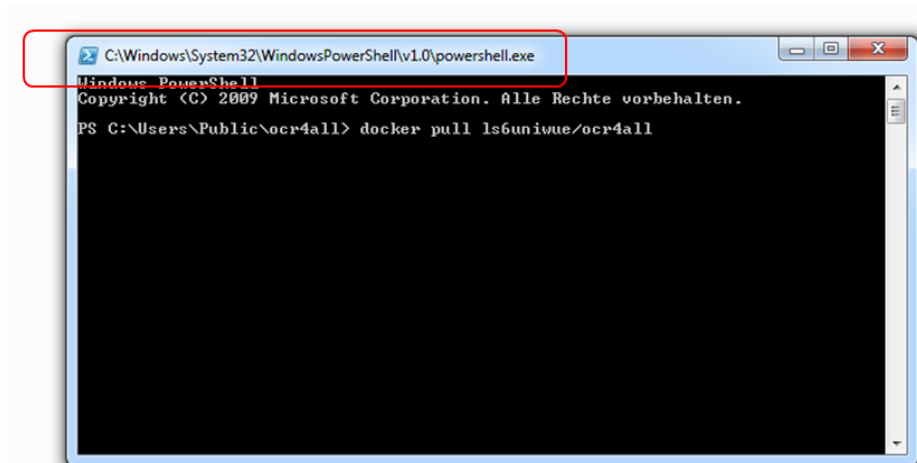 C:\Windows\System32\WindowsPowerShell\v1.0\powershell.exe
Windows PowerShell
Copyright (C) 2009 Microsoft Corporation. Alle Rechte vorbehalten.
PS C:\Users\Public\ocr4all> docker pull ls6uniwue/ocr4all